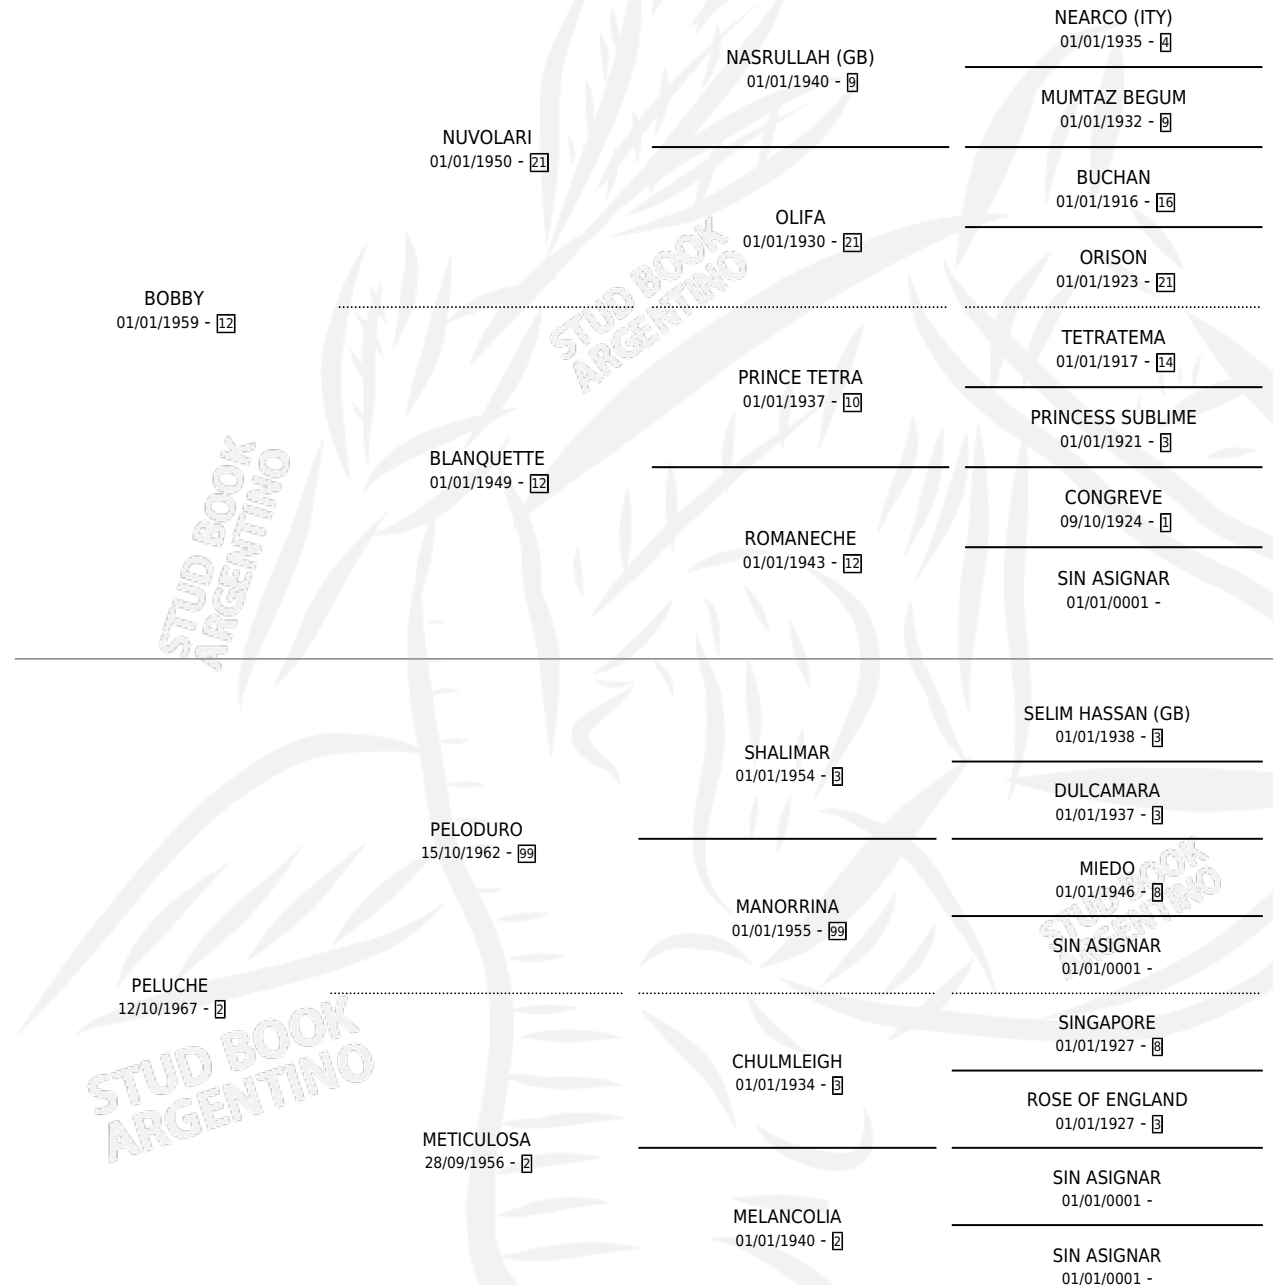 NEARCO (ITY)
01/01/1935 - 4
NASRULLAH (GB)
01/01/1940 - 9
MUMTAZ BEGUM
01/01/1932 - 9
NUVOLARI
01/01/1950 - 21
BUCHAN
01/01/1916 - 16
OLIFA
01/01/1930 - 21
ORISON
01/01/1923 - 21
BOBBY
01/01/1959 - 12
TETRATEMA
01/01/1917 - 14
PRINCE TETRA
01/01/1937 - 10
PRINCESS SUBLIME
01/01/1921 - 3
BLANQUETTE
01/01/1949 - 12
CONGREVE
09/10/1924 - 1
ROMANECHE
01/01/1943 - 12
SIN ASIGNAR
01/01/0001 -
SELIM HASSAN (GB)
01/01/1938 - 3
SHALIMAR
01/01/1954 - 3
DULCAMARA
01/01/1937 - 3
PELODURO
15/10/1962 - 99
MIEDO
01/01/1946 - 8
MANORRINA
01/01/1955 - 99
SIN ASIGNAR
01/01/0001 -
PELUCHE
12/10/1967 - 2
SINGAPORE
01/01/1927 - 8
CHULMLEIGH
01/01/1934 - 3
ROSE OF ENGLAND
01/01/1927 - 3
METICULOSA
28/09/1956 - 2
SIN ASIGNAR
01/01/0001 -
MELANCOLIA
01/01/1940 - 2
SIN ASIGNAR
01/01/0001 -
STUD BOOK
ARGENTINO
STUD BOOK
ARGENTINO
STUD BOOK
ARGENTINO
STUD BOOK
ARGENTINO